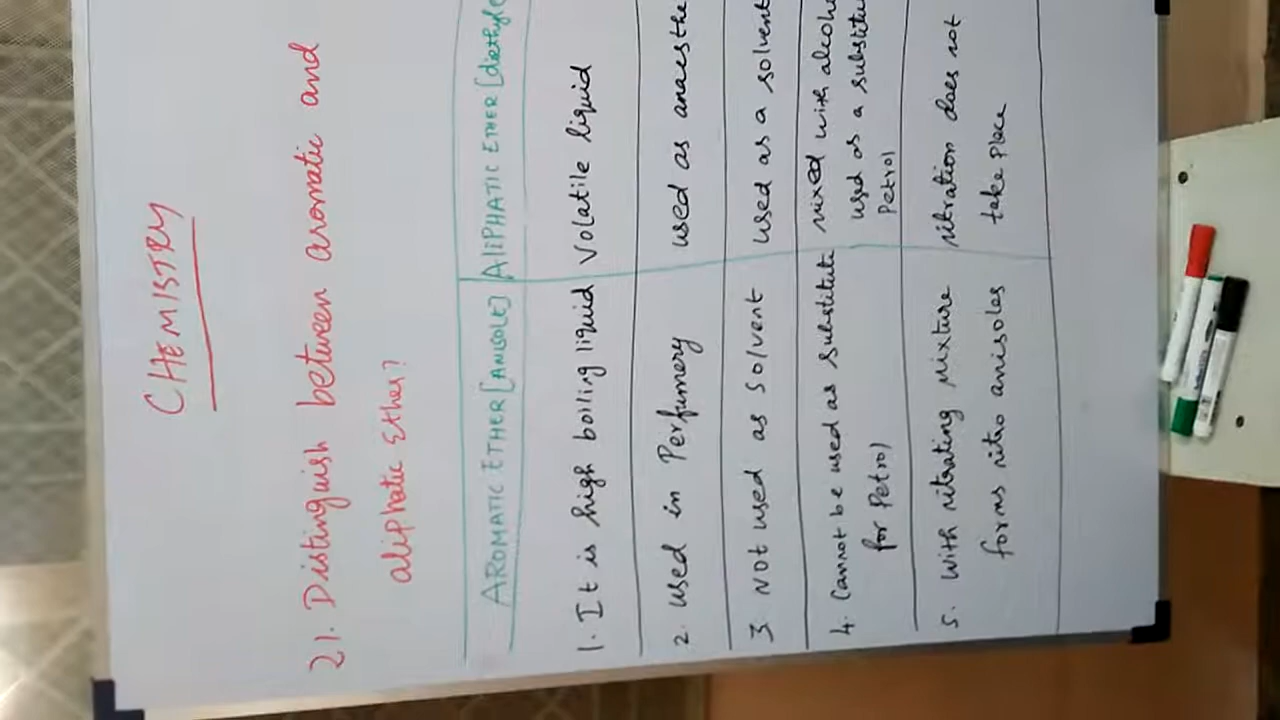 CHEMISTRY
21. Distinguish between aromatic and
aliphatic Ether?
AROMATIC ETHER [ANISOLE] ALIPHATIC ETHER [diethyle
1. It is high boiling liquid volatile liquid
2. used in Perfumery used as anaesthe
3 Not used as solvent used as a solvent
4. Cannot be used as substitute mixed with alcoho
for Petrol) used as a substitu
Petrol
5. With nitrating mixture nitration does not
forms nitro anisoles take place